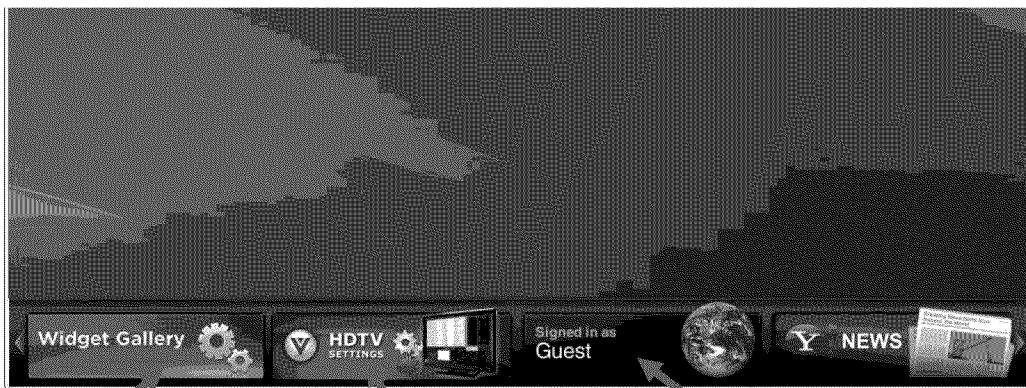 Widget Gallery
HDTV
SETTINGS
Signed in as
Guest
Y
NEWS